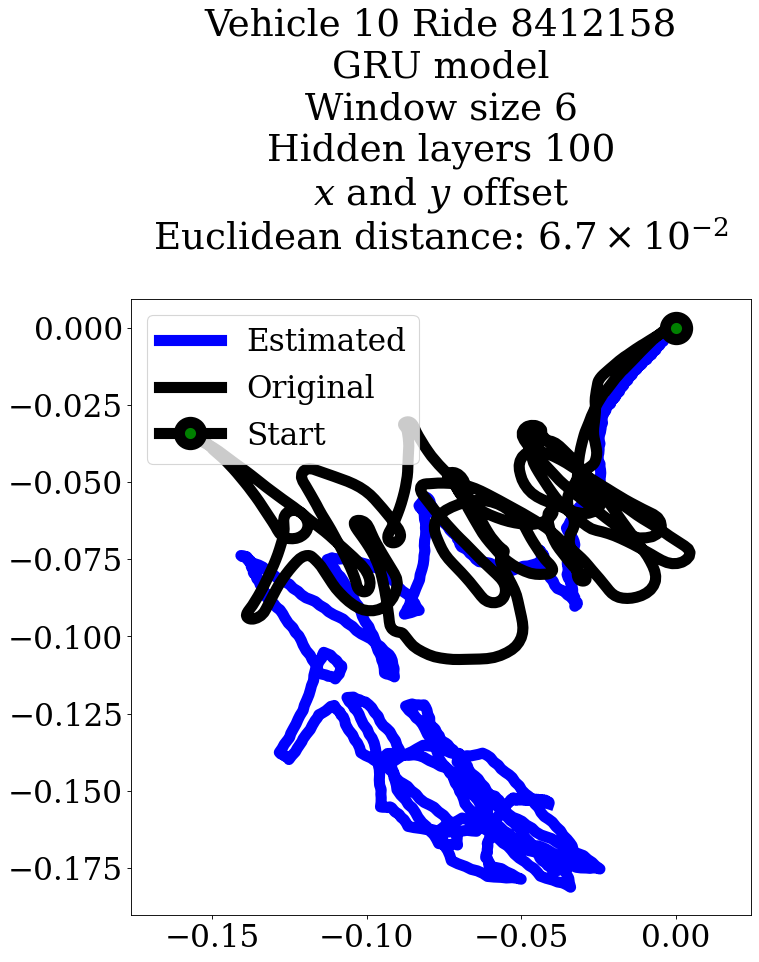 Vehicle 10 Ride 8412158
GRU model
Window size 6
Hidden layers 100
x and y offset
Euclidean distance: 6.7 × 10⁻²
Estimated
Original
Start
0.000
−0.025
−0.050
−0.075
−0.100
−0.125
−0.150
−0.175
−0.15 −0.10 −0.05 0.00